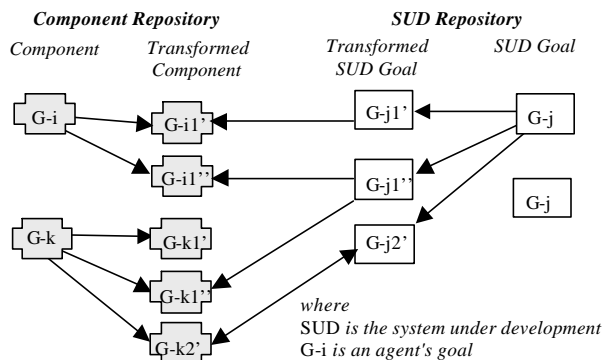 Component Repository SUD Repository
Component Transformed Component Transformed SUD Goal SUD Goal
G-i G-i1’ G-j1’ G-j
G-i1’’ G-j1’’
G-j
G-k G-k1’ G-j2’
G-k1’’
G-k2’
where
SUD is the system under development
G-i is an agent's goal